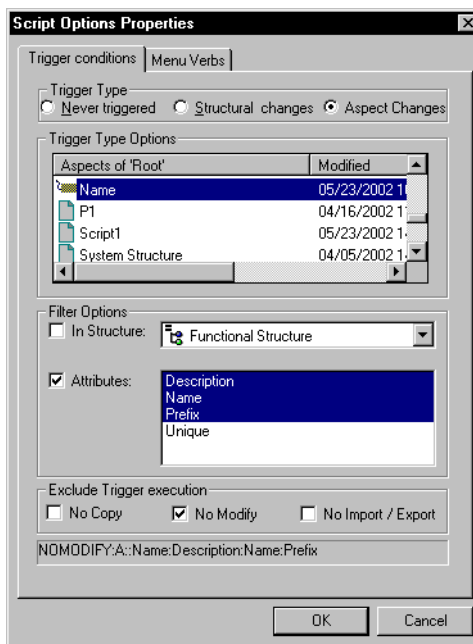 Script Options Properties
Trigger conditions Menu Verbs
Trigger Type
Never triggered Structural changes Aspect Changes
Trigger Type Options
Aspects of 'Root' Modified
Name 05/23/2002
P1 04/16/2002
Script1 05/23/2002
System Structure 04/05/2002
Filter Options
In Structure: Functional Structure
Attributes: Description
Name
Prefix
Unique
Exclude Trigger execution
No Copy No Modify No Import / Export
NOMODIFY:A::Name:Description:Name:Prefix
OK Cancel